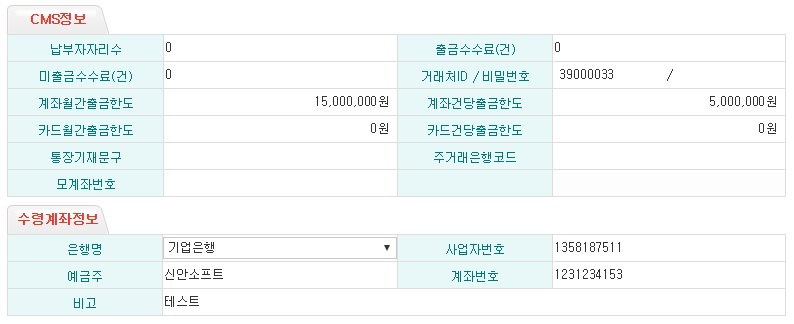 CMS정보
납부자자리수 0 출금수수료(건) 0
미출금수수료(건) 0 거래처ID / 비밀번호 39000033 /
계좌월간출금한도 15,000,000원 계좌건당출금한도 5,000,000원
카드월간출금한도 0원 카드건당출금한도 0원
통장기재문구 주거래은행코드
모계좌번호
수령계좌정보
은행명 기업은행 사업자번호 1358187511
예금주 신안소프트 계좌번호 1231234153
비고 테스트